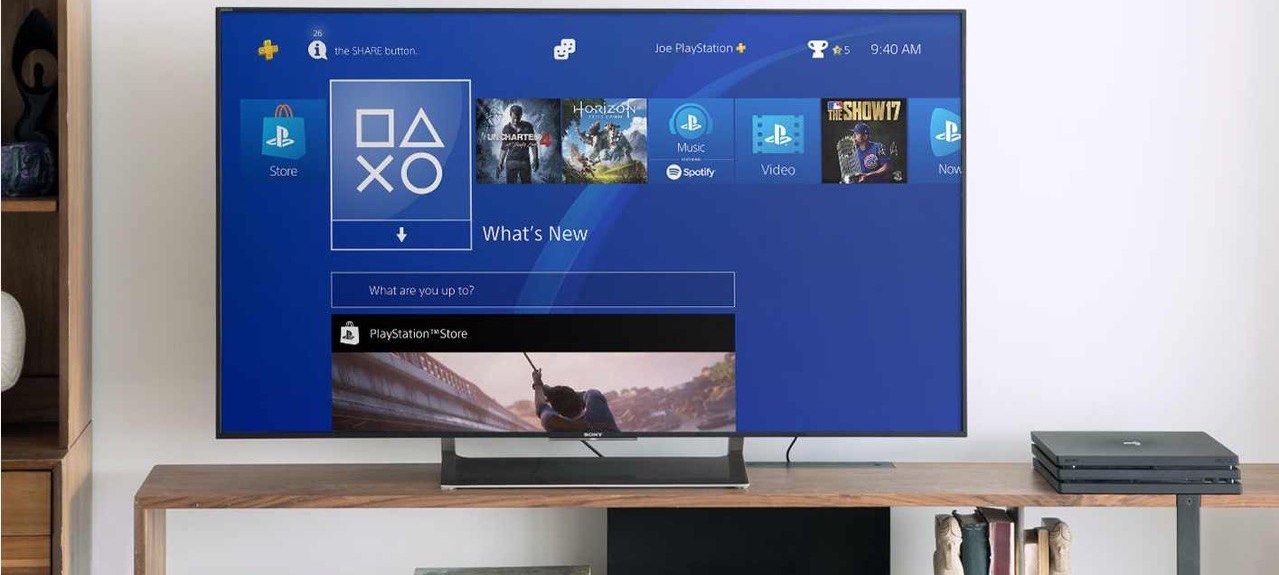 26
the SHARE button.
Joe PlayStation
5
9:40 AM
Store
UNCHARTED 4
HORIZON
Music
Spotify
Video
THE SHOW 17
Now
What's New
What are you up to?
PlayStation™Store
SONY